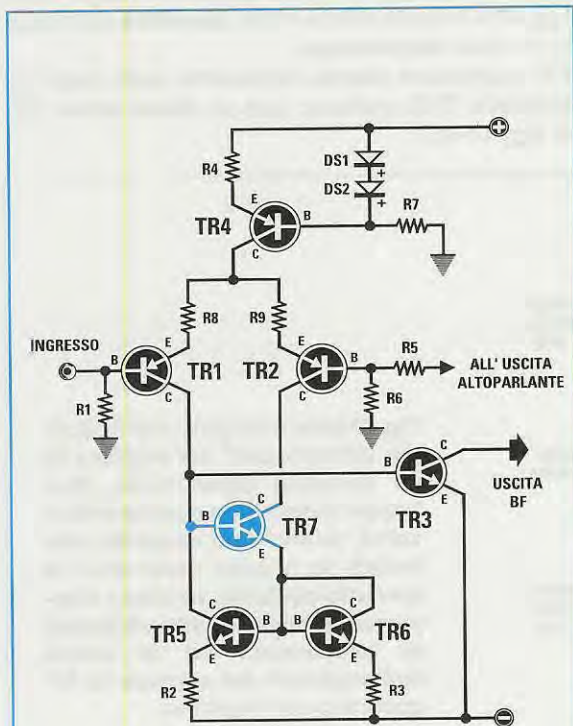 +
R4
DS1
+
DS2
+
E
TR4
B
C
R7
R8
R9
INGRESSO
E
B
TR1
C
R1
E
TR2
B
C
R5
R6
ALL' USCITA
ALTOPARLANTE
B
C
E
TR3
USCITA
BF
C
B
TR7
E
C
TR5
B
E
C
B
TR6
E
R2
R3
-